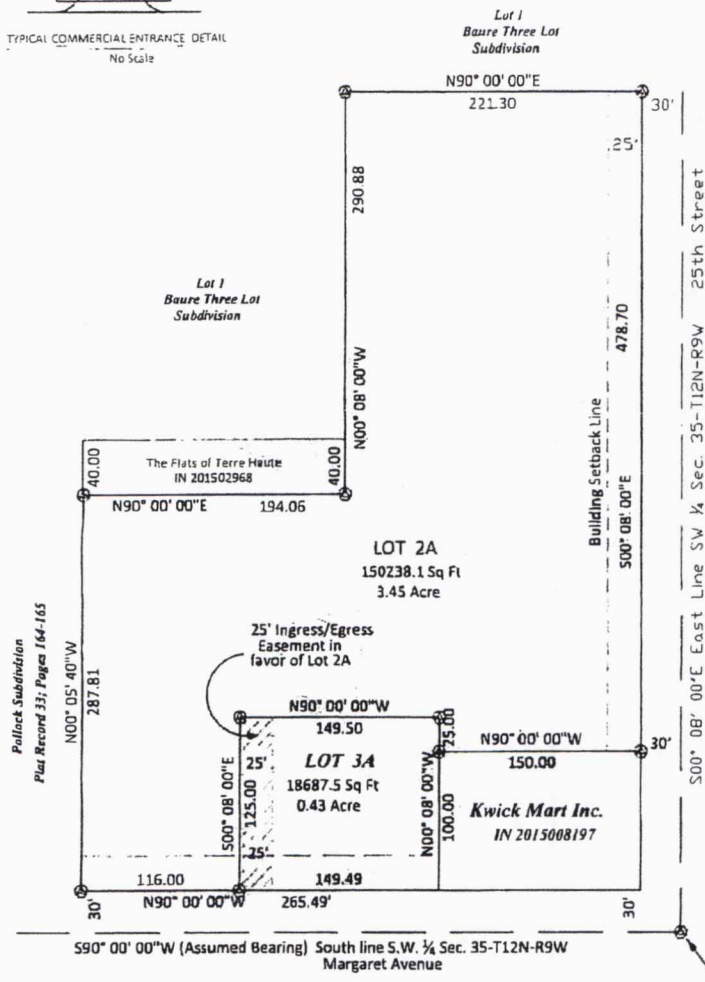 TYPICAL COMMERCIAL ENTRANCE DETAIL
No Scale
Lot 1
Baure Three Lot
Subdivision
N90° 00' 00"E
221.30
30'
25'
290.88
N00° 08' 00"W
Lot 1
Baure Three Lot
Subdivision
478.70
S00° 08' 00"E
Building Setback Line
S00° 08' 00'E East Line SW ¼ Sec. 35-T12N-R9W 25th Street
40.00
The Flats of Terre Haute
IN 201502968
40.00
N90° 00' 00"E 194.06
LOT 2A
150238.1 Sq Ft
3.45 Acre
25' Ingress/Egress
Easement in
favor of Lot 2A
Pollock Subdivision
Plat Record 33; Pages 164-165
N00° 05' 40"W
287.81
N90° 00' 00"W
149.50
25.00
N90° 00' 00"W
150.00
30'
25'
LOT 3A
18687.5 Sq Ft
0.43 Acre
S00° 08' 00"E
125.00
25'
N00° 08' 00"W
100.00
Kwick Mart Inc.
IN 2015008197
116.00
149.49
N90° 00' 00"W 265.49'
30'
30'
S90° 00' 00"W (Assumed Bearing) South line S.W. ¼ Sec. 35-T12N-R9W
Margaret Avenue